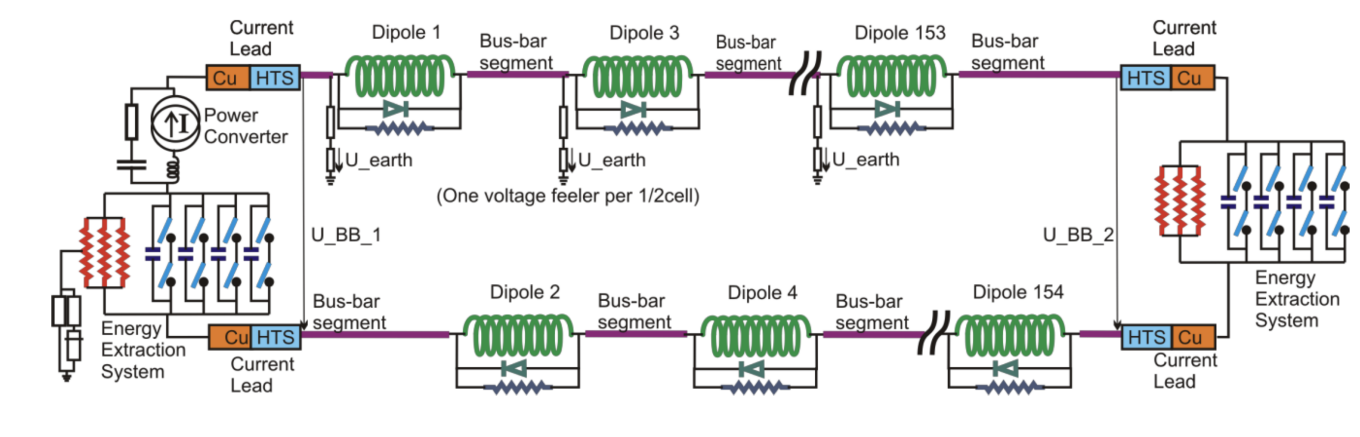 Current
Lead
Cu HTS
Dipole 1
Bus-bar
segment
Dipole 3
Bus-bar
segment
Dipole 153
Bus-bar
segment
Current
Lead
HTS Cu
I
Power
Converter
U_earth
U_earth
U_earth
(One voltage feeler per 1/2cell)
U_BB_1
U_BB_2
Energy
Extraction
System
Bus-bar
segment
Dipole 2
Bus-bar
segment
Dipole 4
Bus-bar
segment
Dipole 154
Energy
Extraction
System
Cu HTS
Current
Lead
HTS Cu
Current
Lead